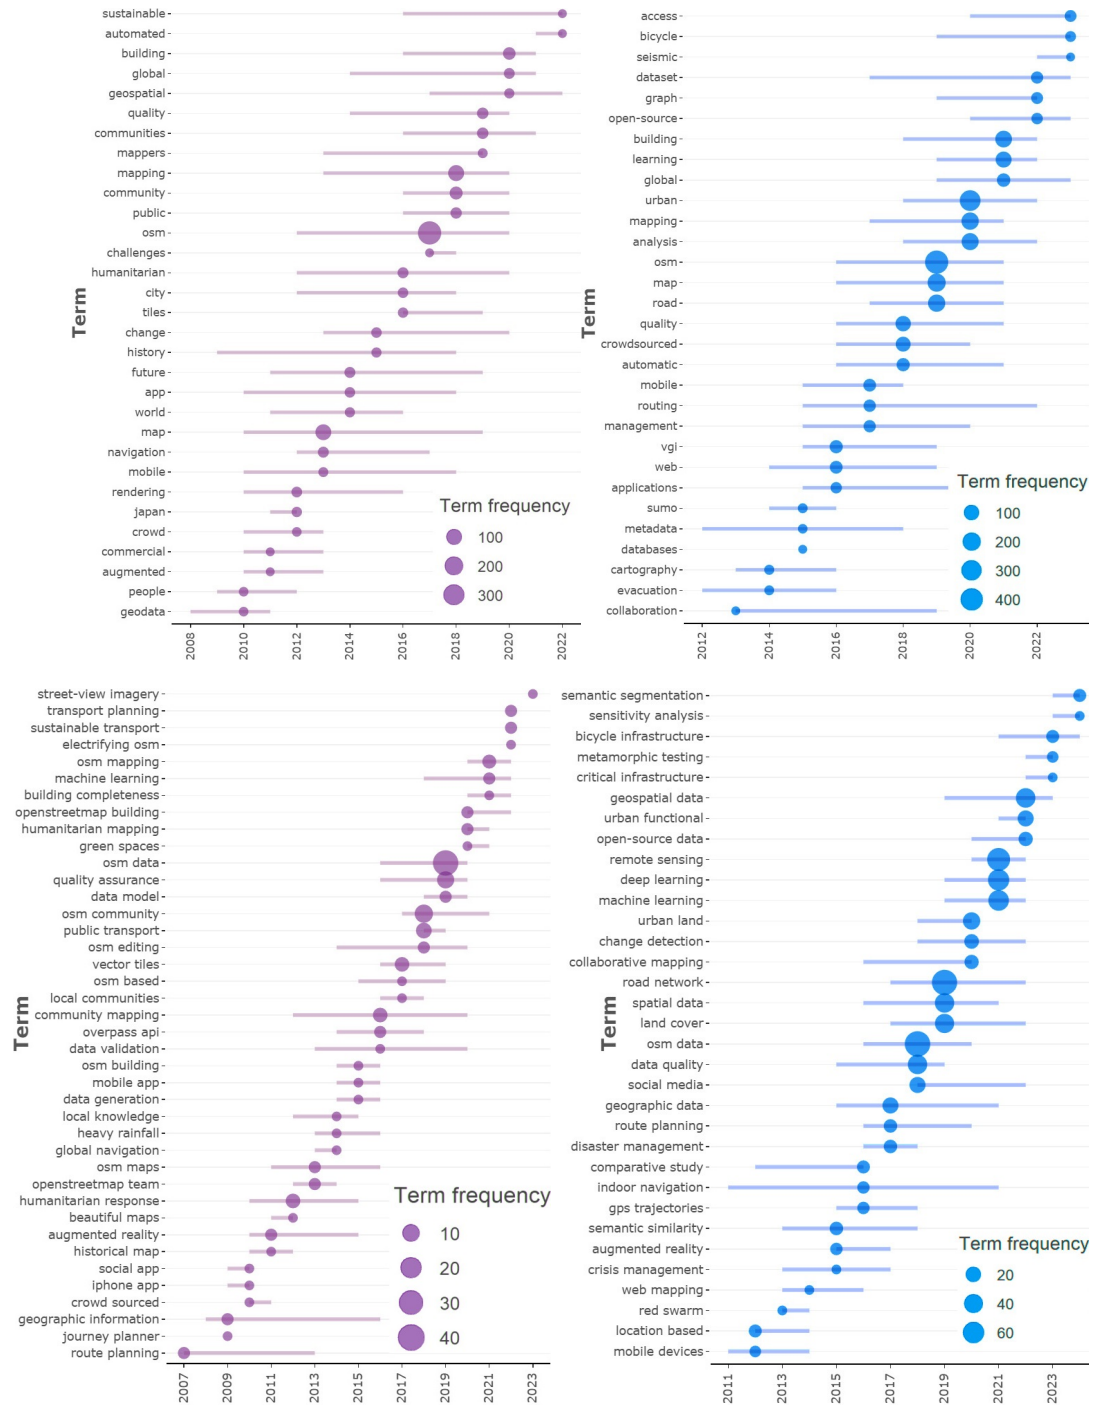 sustainable
automated
building
global
geospatial
quality
communities
mappers
mapping
community
public
osm
challenges
humanitarian
city
tiles
change
history
future
app
world
map
navigation
mobile
rendering
japan
crowd
commercial
augmented
people
geodata
Term
Term frequency
100
200
300
2008 2010 2012 2014 2016 2018 2020 2022
access
bicycle
seismic
dataset
graph
open-source
building
learning
global
urban
mapping
analysis
osm
map
road
quality
crowdsourced
automatic
mobile
routing
management
vgi
web
applications
sumo
metadata
databases
cartography
evacuation
collaboration
Term
Term frequency
100
200
300
400
2012 2014 2016 2018 2020 2022
street-view imagery
transport planning
sustainable transport
electrifying osm
osm mapping
machine learning
building completeness
openstreetmap building
humanitarian mapping
green spaces
osm data
quality assurance
data model
osm community
public transport
osm editing
vector tiles
osm based
local communities
community mapping
overpass api
data validation
osm building
mobile app
data generation
local knowledge
heavy rainfall
global navigation
osm maps
openstreetmap team
humanitarian response
beautiful maps
augmented reality
historical map
social app
iphone app
crowd sourced
geographic information
journey planner
route planning
Term
Term frequency
10
20
30
40
2007 2009 2011 2013 2015 2017 2019 2021 2023
semantic segmentation
sensitivity analysis
bicycle infrastructure
metamorphic testing
critical infrastructure
geospatial data
urban functional
open-source data
remote sensing
deep learning
machine learning
urban land
change detection
collaborative mapping
road network
spatial data
land cover
osm data
data quality
social media
geographic data
route planning
disaster management
comparative study
indoor navigation
gps trajectories
semantic similarity
augmented reality
crisis management
web mapping
red swarm
location based
mobile devices
Term
Term frequency
20
40
60
2011 2013 2015 2017 2019 2021 2023